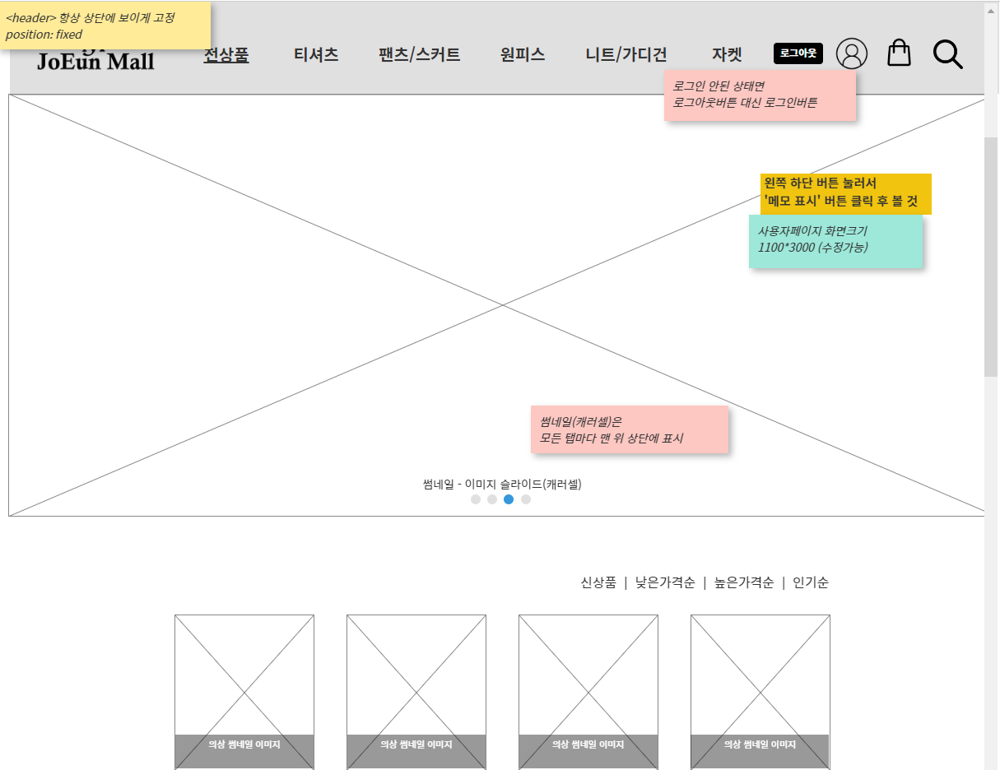 <header> 항상 상단에 보이게 고정
position: fixed
JoEun Mall
전상품 티셔츠 팬츠/스커트 원피스 니트/가디건 자켓 로그아웃
로그인 안된 상태면
로그아웃버튼 대신 로그인버튼
왼쪽 하단 버튼 눌러서
'메모 표시' 버튼 클릭 후 볼 것
사용자페이지 화면크기
1100*3000 (수정가능)
썸네일(캐러셀)은
모든 탭마다 맨 위 상단에 표시
썸네일 - 이미지 슬라이드(캐러셀)
신상품 | 낮은가격순 | 높은가격순 | 인기순
의상 썸네일 이미지 의상 썸네일 이미지 의상 썸네일 이미지 의상 썸네일 이미지